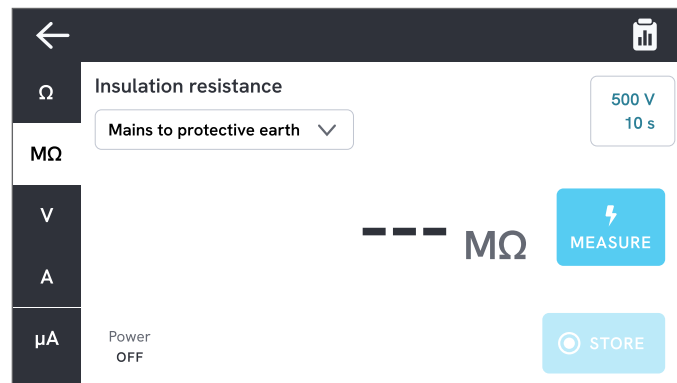 Ω
MΩ
V
A
µA
Insulation resistance
Mains to protective earth
500 V
10 s
--- MΩ
MEASURE
Power
OFF
STORE